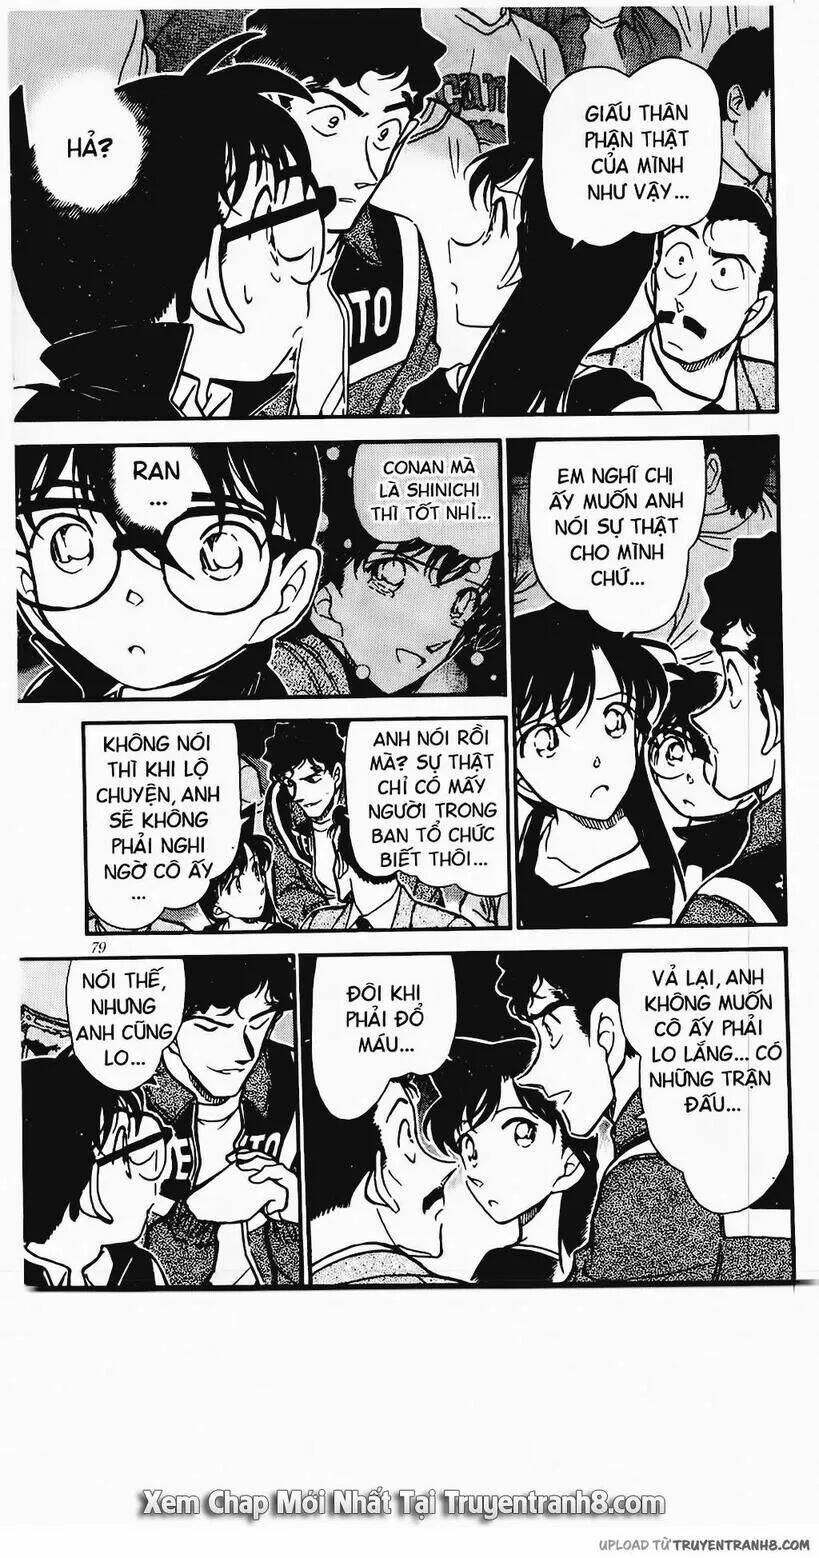 GIẤU THÂN
PHẬN THẬT
CỦA MÌNH
NHƯ VẬY...
HẢ?
EM NGHĨ CHỊ
ẤY MUỐN ANH
NÓI SỰ THẬT
CHO MÌNH
CHỨ...
CONAN MÀ
LÀ SHINICHI
THÌ TỐT NHỈ...
RAN
...
ANH NÓI RỒI
MÀ? SỰ THẬT
CHỈ CÓ MẤY
NGƯỜI TRONG
BAN TỔ CHỨC
BIẾT THÔI...
KHÔNG NÓI
THÌ KHI LỘ
CHUYỆN, ANH
SẼ KHÔNG
PHẢI NGHI
NGỜ CÔ ẤY
...
79
VẢ LẠI, ANH
KHÔNG MUỐN
CÔ ẤY PHẢI
LO LẮNG... CÓ
NHỮNG TRẬN
ĐẤU...
ĐÔI KHI
PHẢI ĐỔ
MÁU...
NÓI THẾ,
NHƯNG
ANH CŨNG
LO...
Xem Chap Mới Nhất Tại Truyentranh8.com
UPLOAD TỪ TRUYENTRANH8.COM